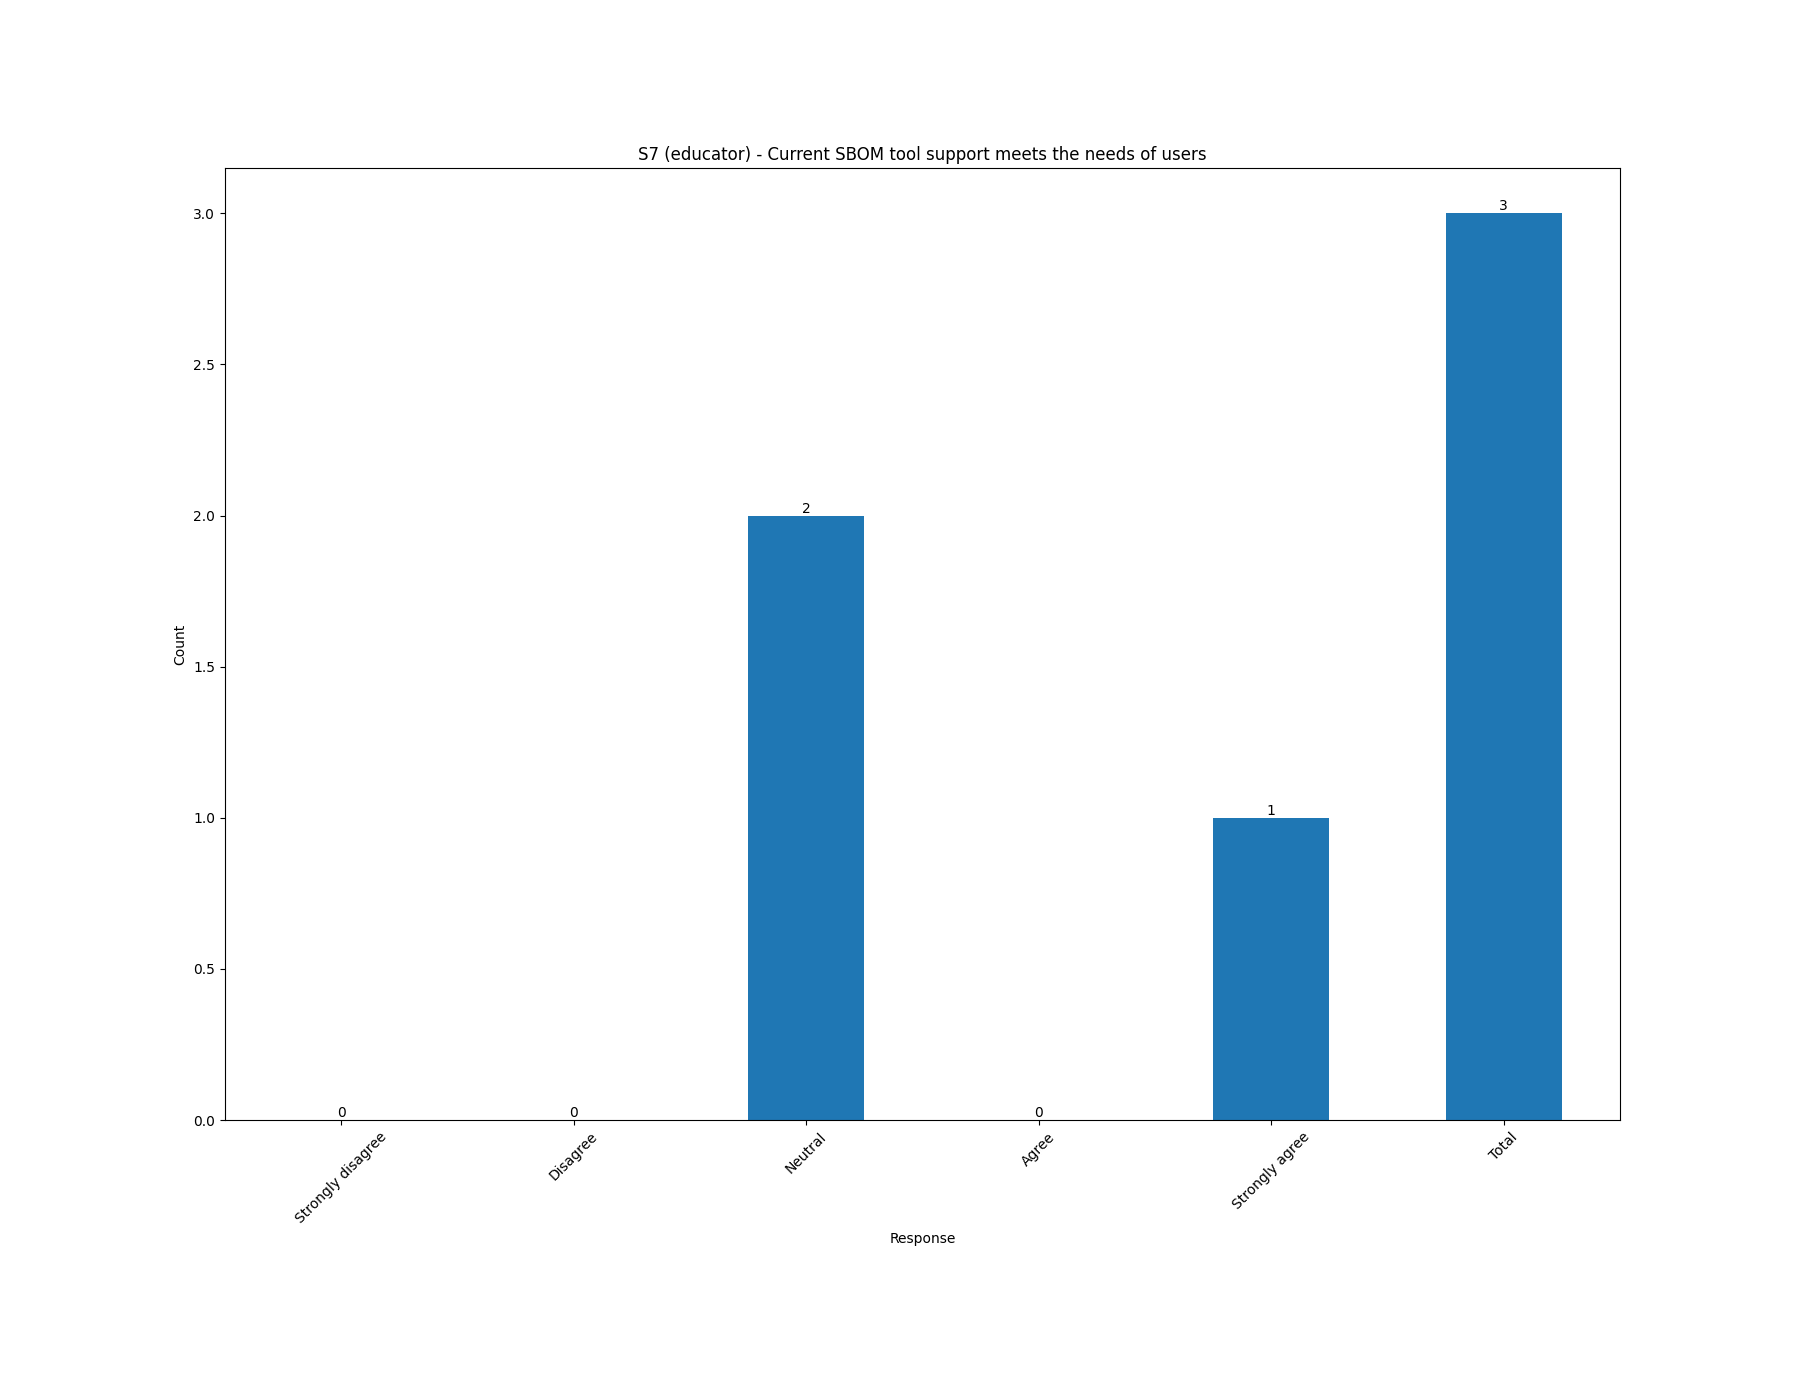 S7 (educator) - Current SBOM tool support meets the needs of users
3.0
2.5
2.0
1.5
1.0
0.5
0.0
Count
0
0
2
0
1
3
Strongly disagree
Disagree
Neutral
Agree
Strongly agree
Total
Response